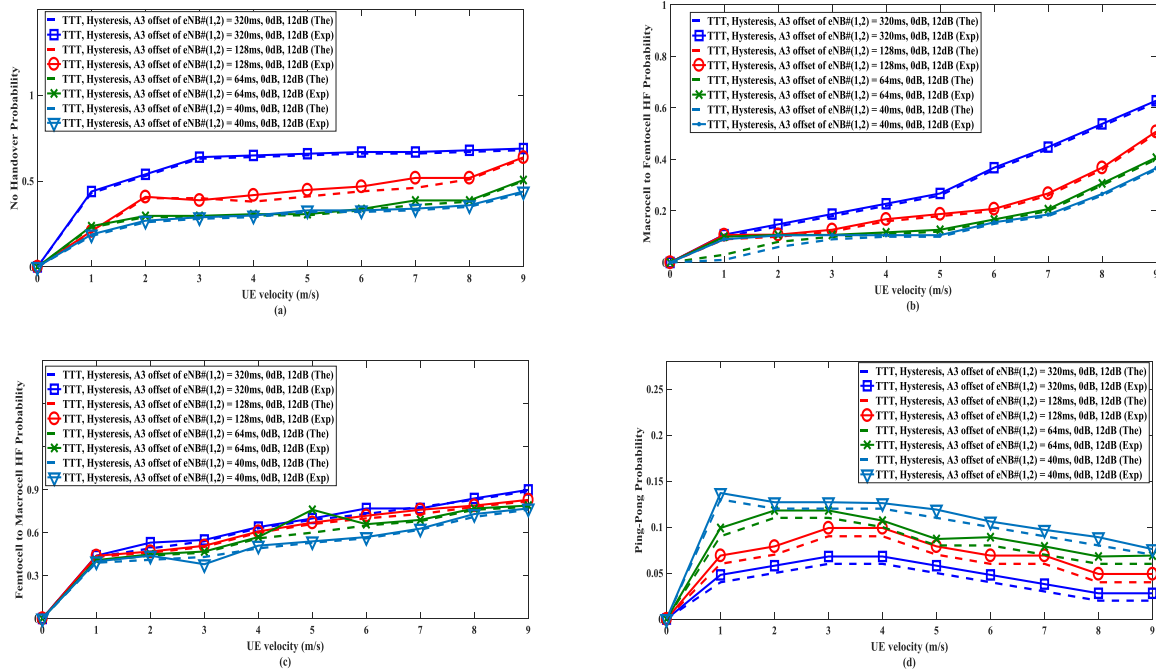 No Handover Probability
1
0.5
0
TTT, Hysteresis, A3 offset of eNB#(1,2) = 320ms, 0dB, 12dB (The)
TTT, Hysteresis, A3 offset of eNB#(1,2) = 320ms, 0dB, 12dB (Exp)
TTT, Hysteresis, A3 offset of eNB#(1,2) = 128ms, 0dB, 12dB (The)
TTT, Hysteresis, A3 offset of eNB#(1,2) = 128ms, 0dB, 12dB (Exp)
TTT, Hysteresis, A3 offset of eNB#(1,2) = 64ms, 0dB, 12dB (The)
TTT, Hysteresis, A3 offset of eNB#(1,2) = 64ms, 0dB, 12dB (Exp)
TTT, Hysteresis, A3 offset of eNB#(1,2) = 40ms, 0dB, 12dB (The)
TTT, Hysteresis, A3 offset of eNB#(1,2) = 40ms, 0dB, 12dB (Exp)
0 1 2 3 4 5 6 7 8 9
UE velocity (m/s)
(a)
Macrocell to Femtocell HF Probability
1
0.8
0.6
0.4
0.2
0
TTT, Hysteresis, A3 offset of eNB#(1,2) = 320ms, 0dB, 12dB (The)
TTT, Hysteresis, A3 offset of eNB#(1,2) = 320ms, 0dB, 12dB (Exp)
TTT, Hysteresis, A3 offset of eNB#(1,2) = 128ms, 0dB, 12dB (The)
TTT, Hysteresis, A3 offset of eNB#(1,2) = 128ms, 0dB, 12dB (Exp)
TTT, Hysteresis, A3 offset of eNB#(1,2) = 64ms, 0dB, 12dB (The)
TTT, Hysteresis, A3 offset of eNB#(1,2) = 64ms, 0dB, 12dB (Exp)
TTT, Hysteresis, A3 offset of eNB#(1,2) = 40ms, 0dB, 12dB (The)
TTT, Hysteresis, A3 offset of eNB#(1,2) = 40ms, 0dB, 12dB (Exp)
0 1 2 3 4 5 6 7 8 9
UE velocity (m/s)
(b)
Femtocell to Macrocell HF Probability
0.9
0.6
0.3
0
TTT, Hysteresis, A3 offset of eNB#(1,2) = 320ms, 0dB, 12dB (The)
TTT, Hysteresis, A3 offset of eNB#(1,2) = 320ms, 0dB, 12dB (Exp)
TTT, Hysteresis, A3 offset of eNB#(1,2) = 128ms, 0dB, 12dB (The)
TTT, Hysteresis, A3 offset of eNB#(1,2) = 128ms, 0dB, 12dB (Exp)
TTT, Hysteresis, A3 offset of eNB#(1,2) = 64ms, 0dB, 12dB (The)
TTT, Hysteresis, A3 offset of eNB#(1,2) = 64ms, 0dB, 12dB (Exp)
TTT, Hysteresis, A3 offset of eNB#(1,2) = 40ms, 0dB, 12dB (The)
TTT, Hysteresis, A3 offset of eNB#(1,2) = 40ms, 0dB, 12dB (Exp)
0 1 2 3 4 5 6 7 8 9
UE velocity (m/s)
(c)
Ping-Pong Probability
0.25
0.2
0.15
0.1
0.05
0
TTT, Hysteresis, A3 offset of eNB#(1,2) = 320ms, 0dB, 12dB (The)
TTT, Hysteresis, A3 offset of eNB#(1,2) = 320ms, 0dB, 12dB (Exp)
TTT, Hysteresis, A3 offset of eNB#(1,2) = 128ms, 0dB, 12dB (The)
TTT, Hysteresis, A3 offset of eNB#(1,2) = 128ms, 0dB, 12dB (Exp)
TTT, Hysteresis, A3 offset of eNB#(1,2) = 64ms, 0dB, 12dB (The)
TTT, Hysteresis, A3 offset of eNB#(1,2) = 64ms, 0dB, 12dB (Exp)
TTT, Hysteresis, A3 offset of eNB#(1,2) = 40ms, 0dB, 12dB (The)
TTT, Hysteresis, A3 offset of eNB#(1,2) = 40ms, 0dB, 12dB (Exp)
0 1 2 3 4 5 6 7 8 9
UE velocity (m/s)
(d)